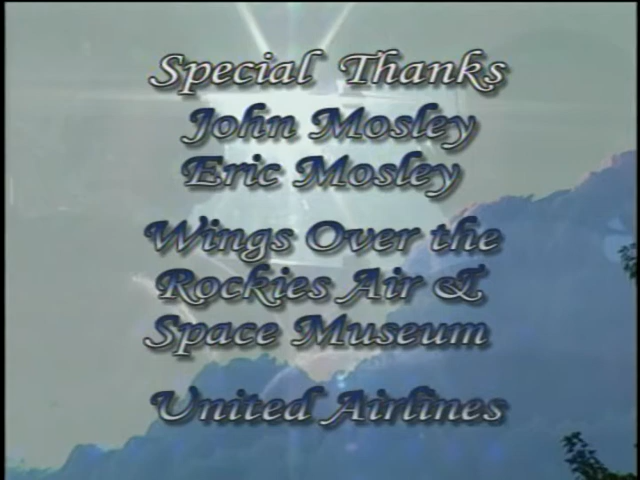 Special Thanks
John Mosley
Eric Mosley
Wings Over the
Rockies Air &
Space Museum
United Airlines